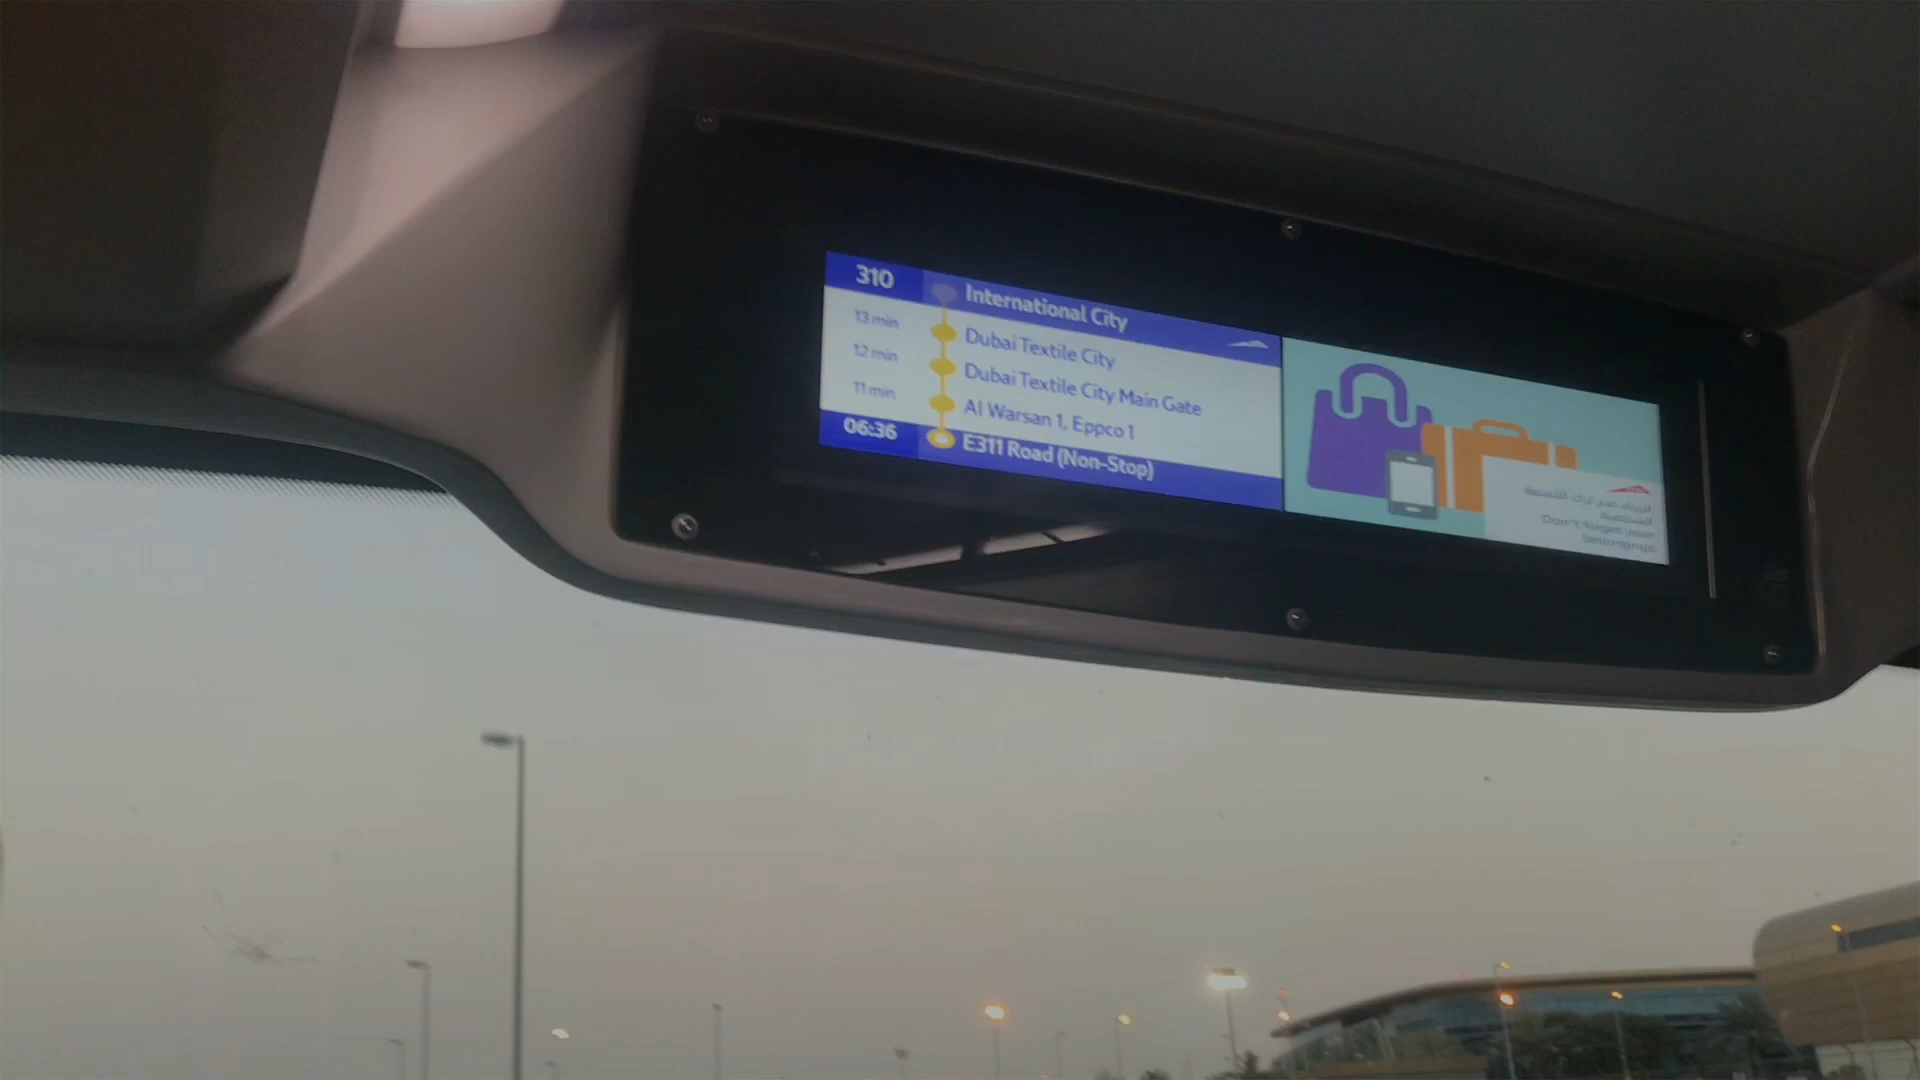 310
International City
13 min
Dubai Textile City
12 min
Dubai Textile City Main Gate
11 min
Al Warsan 1, Eppco 1
06:36
E311 Road (Non-Stop)
الشخصية
Don't forget your
belongings